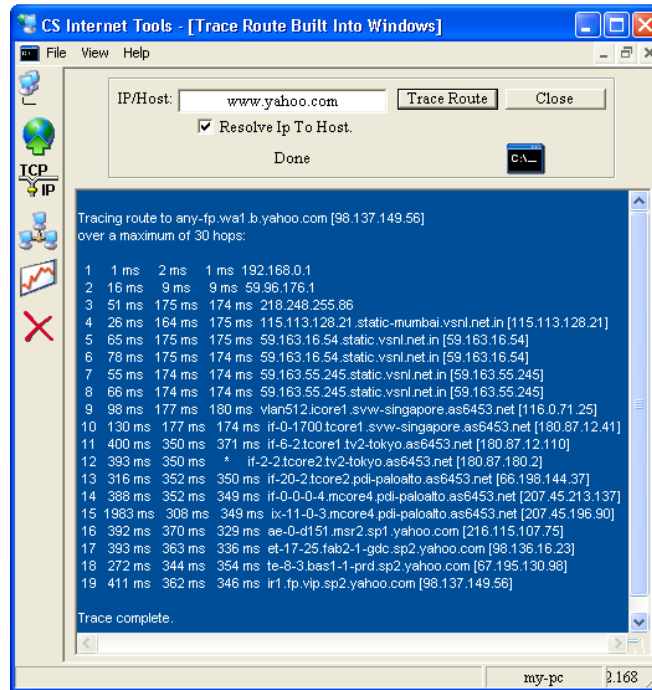 CS Internet Tools - [Trace Route Built Into Windows]
File View Help
IP/Host: www.yahoo.com Trace Route Close
Resolve Ip To Host.
Done
C:\_
TCP
IP
Tracing route to any-fp.wa1.b.yahoo.com [98.137.149.56]
over a maximum of 30 hops:
1 1 ms 2 ms 1 ms 192.168.0.1
2 16 ms 9 ms 9 ms 59.96.176.1
3 51 ms 175 ms 174 ms 218.248.255.86
4 26 ms 164 ms 175 ms 115.113.128.21.static-mumbai.vsnl.net.in [115.113.128.21]
5 65 ms 175 ms 175 ms 59.163.16.54.static.vsnl.net.in [59.163.16.54]
6 78 ms 175 ms 174 ms 59.163.16.54.static.vsnl.net.in [59.163.16.54]
7 55 ms 174 ms 174 ms 59.163.55.245.static.vsnl.net.in [59.163.55.245]
8 66 ms 174 ms 174 ms 59.163.55.245.static.vsnl.net.in [59.163.55.245]
9 98 ms 177 ms 180 ms vlan512.icore1.svw-singapore.as6453.net [116.0.71.25]
10 130 ms 177 ms 174 ms if-0-1700.tcore1.svw-singapore.as6453.net [180.87.12.41]
11 400 ms 350 ms 371 ms if-6-2.tcore1.tv2-tokyo.as6453.net [180.87.12.110]
12 393 ms 350 ms * if-2-2.tcore2.tv2-tokyo.as6453.net [180.87.180.2]
13 316 ms 352 ms 350 ms if-20-2.tcore2.pdi-paloalto.as6453.net [66.198.144.37]
14 388 ms 352 ms 349 ms if-0-0-0-4.mcore4.pdi-paloalto.as6453.net [207.45.213.137]
15 1983 ms 308 ms 349 ms ix-11-0-3.mcore4.pdi-paloalto.as6453.net [207.45.196.90]
16 392 ms 370 ms 329 ms ae-0-d151.msr2.sp1.yahoo.com [216.115.107.75]
17 393 ms 363 ms 336 ms et-17-25.fab2-1-gdc.sp2.yahoo.com [98.136.16.23]
18 272 ms 344 ms 354 ms te-8-3.bas1-1-prd.sp2.yahoo.com [67.195.130.98]
19 411 ms 362 ms 346 ms ir1.fp.vip.sp2.yahoo.com [98.137.149.56]
Trace complete.
my-pc 2.168